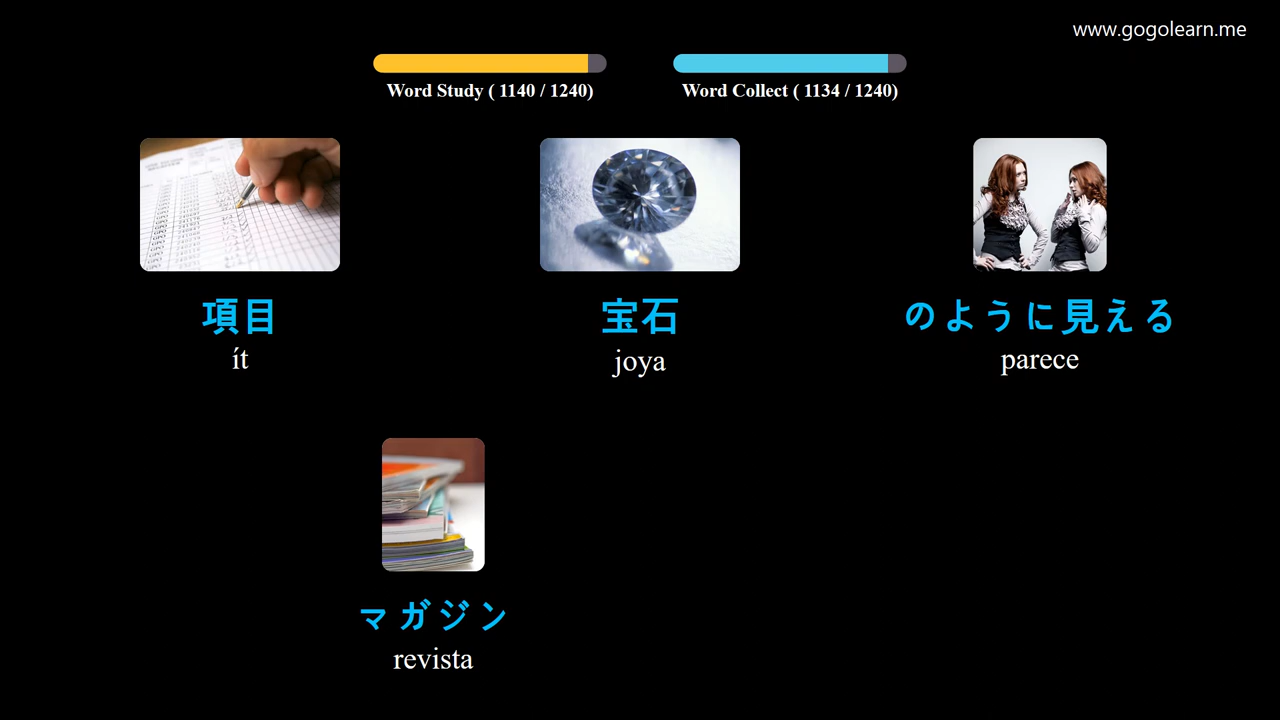 www.gogolearn.me
Word Study ( 1140 / 1240)
Word Collect ( 1134 / 1240)
項目
ít
宝石
joya
のように見える
parece
マガジン
revista